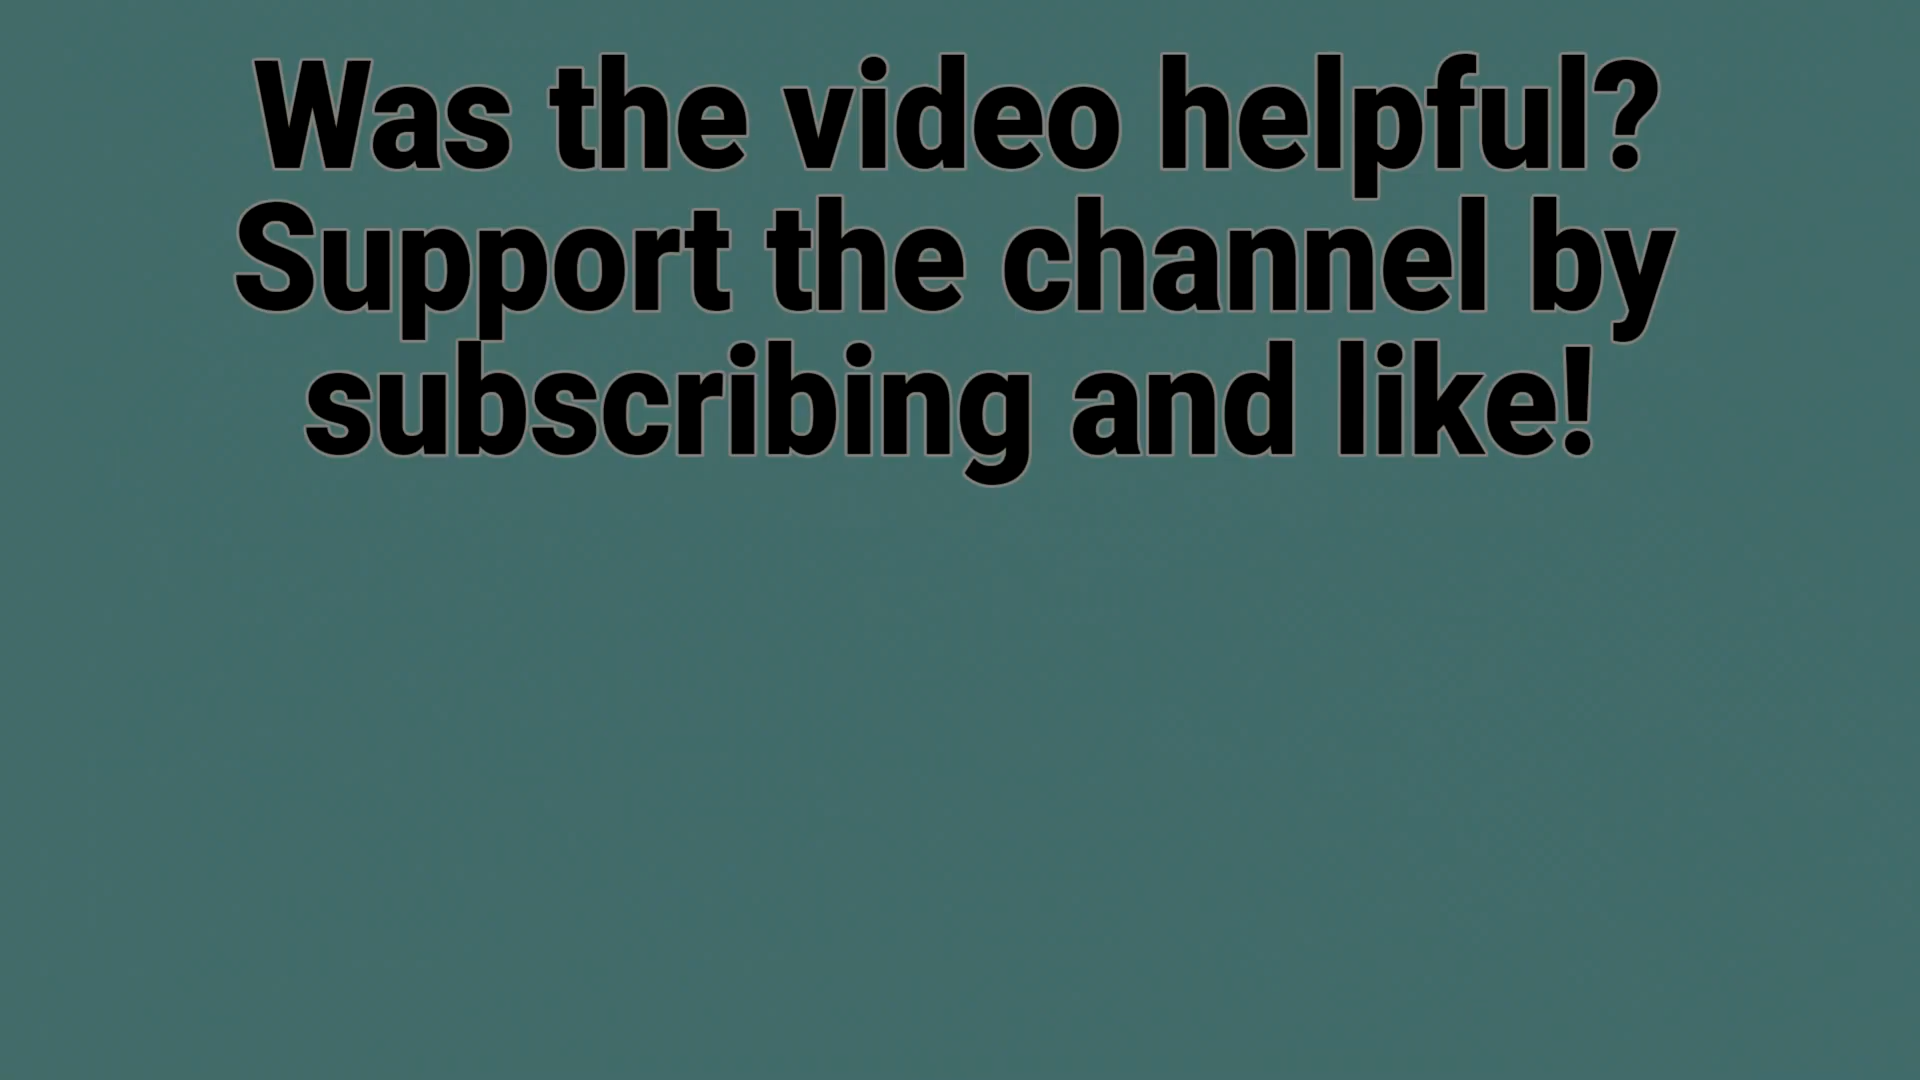 Was the video helpful?
Support the channel by
subscribing and like!